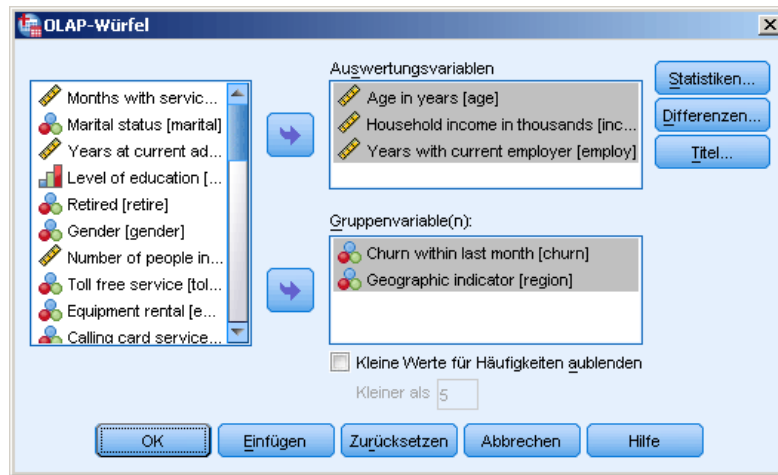 OLAP-Würfel
Months with servic...
Marital status [marital]
Years at current ad...
Level of education [...
Retired [retire]
Gender [gender]
Number of people in...
Toll free service [tol...
Equipment rental [e...
Calling card service...
Auswertungsvariablen
Age in years [age]
Household income in thousands [inc...
Years with current employer [employ]
Gruppenvariable(n):
Churn within last month [churn]
Geographic indicator [region]
Kleine Werte für Häufigkeiten aublenden
Kleiner als 5
Statistiken...
Differenzen...
Titel...
OK
Einfügen
Zurücksetzen
Abbrechen
Hilfe